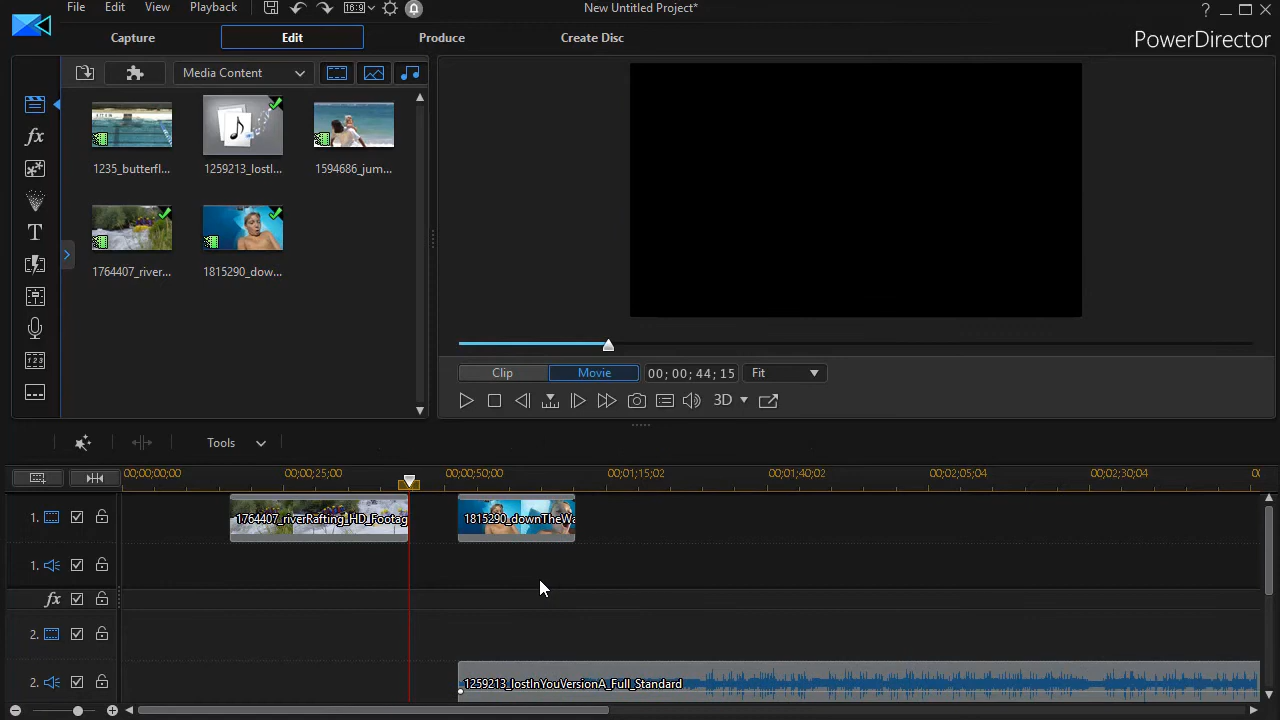 File Edit View Playback 16:9 New Untitled Project* ?
Capture Edit Produce Create Disc PowerDirector
Media Content
1235_butterfl... 1259213_lostI... 1594686_jum...
1764407_river... 1815290_dow...
fx
T
Clip Movie 00; 00; 44; 15 Fit
3D
Tools
00;00;00;00 00;00;25;00 00;00;50;00 00;01;15;02 00;01;40;02 00;02;05;04 00;02;30;04 00
1. 1764407_riverRafting_HD_Footag 1815290_downTheWa
1.
fx
2.
2. 1259213_lostInYouVersionA_Full_Standard